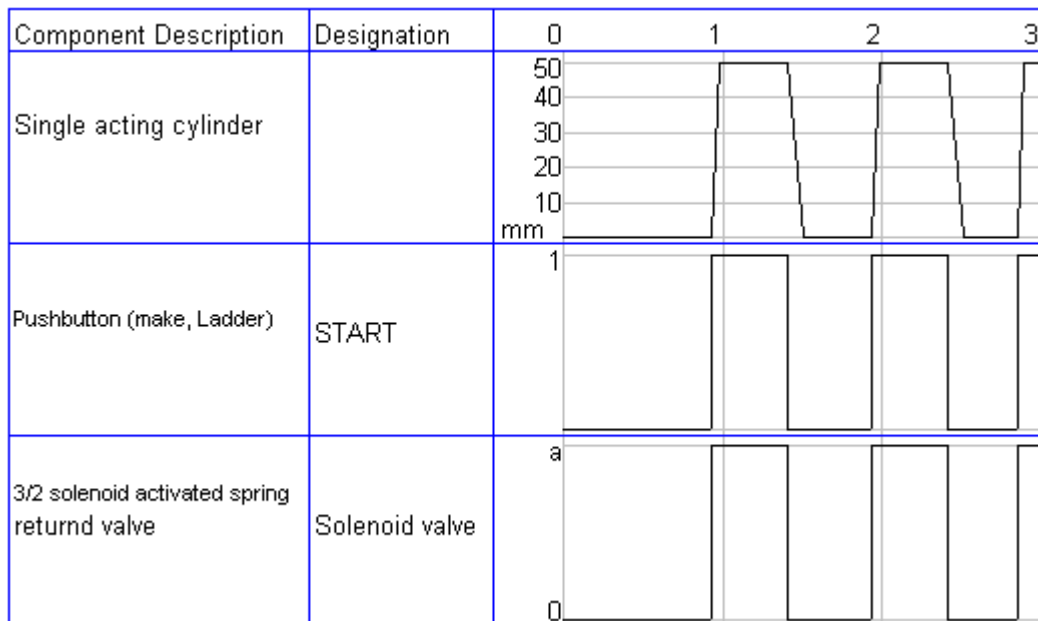 Component Description Designation 0 1 2 3
50
40
Single acting cylinder
30
20
10
mm
1
Pushbutton (make, Ladder)
START
a
3/2 solenoid activated spring
returnd valve Solenoid valve
0